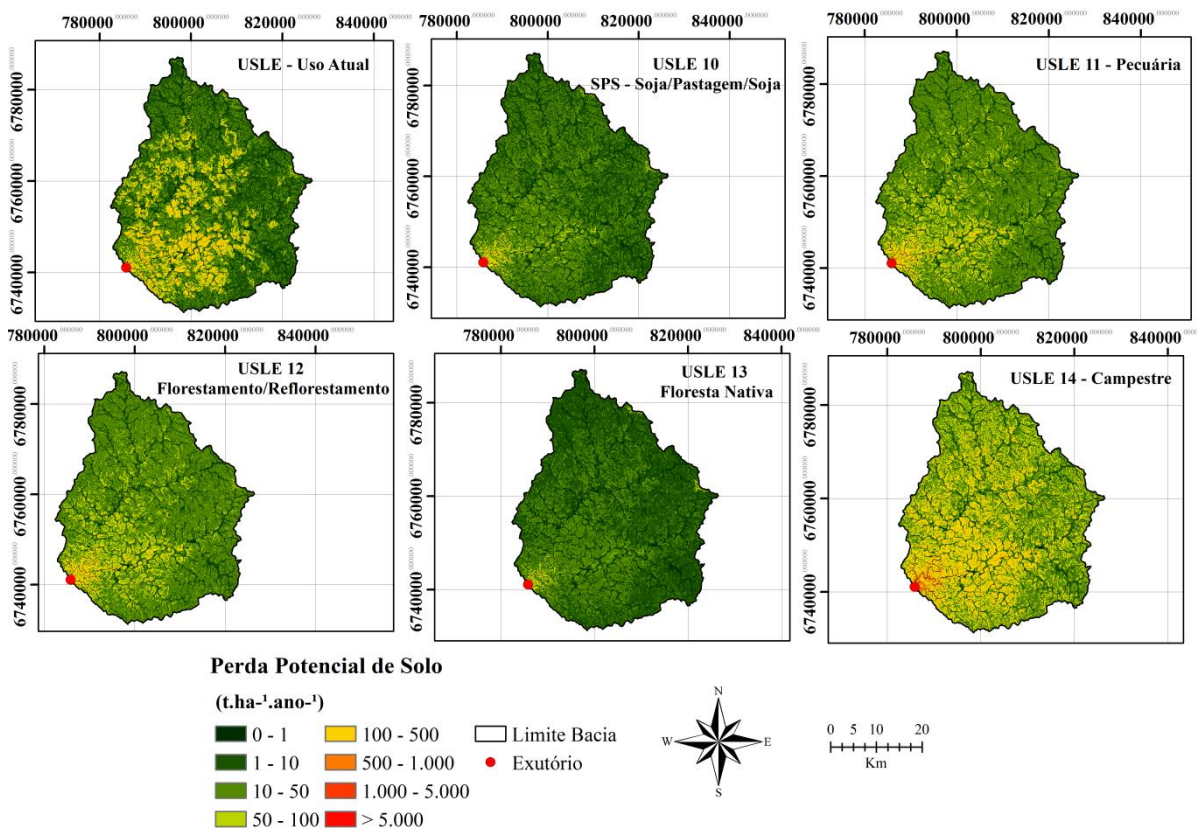 780000 800000 820000 840000
780000 800000 820000 840000
780000 800000 820000 840000
USLE - Uso Atual
6780000
6760000
6740000
USLE 10
SPS - Soja/Pastagem/Soja
6780000
6760000
6740000
USLE 11 - Pecuária
6780000
6760000
6740000
780000 800000 820000 840000
780000 800000 820000 840000
780000 800000 820000 840000
USLE 12
Florestamento/Reflorestamento
6780000
6760000
6740000
USLE 13
Floresta Nativa
6780000
6760000
6740000
USLE 14 - Campestre
6780000
6760000
6740000
Perda Potencial de Solo
(t.ha-¹.ano-¹)
0 - 1
1 - 10
10 - 50
50 - 100
100 - 500
500 - 1.000
1.000 - 5.000
> 5.000
Limite Bacia
Exutório
N
W E
S
0 5 10 20
Km